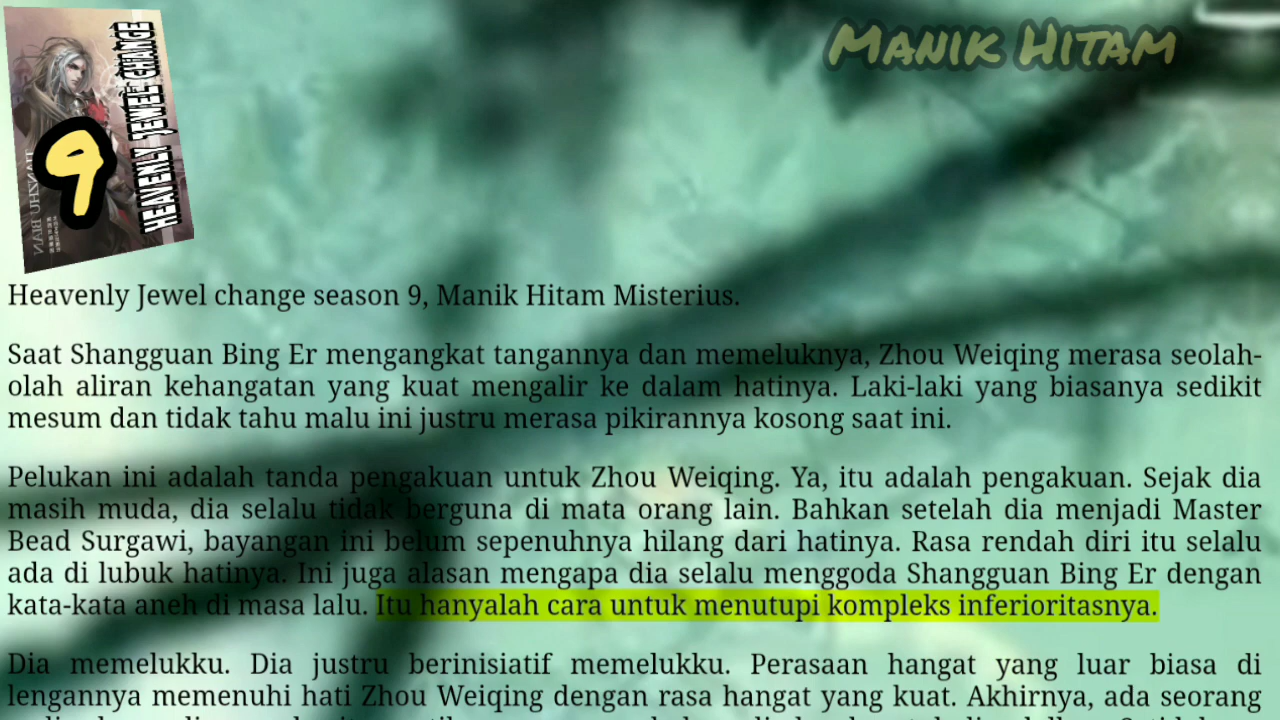 Manik Hitam
HEAVENLY JEWEL CHANGE
9
Heavenly Jewel change season 9, Manik Hitam Misterius.
Saat Shangguan Bing Er mengangkat tangannya dan memeluknya, Zhou Weiqing merasa seolah-
olah aliran kehangatan yang kuat mengalir ke dalam hatinya. Laki-laki yang biasanya sedikit
mesum dan tidak tahu malu ini justru merasa pikirannya kosong saat ini.
Pelukan ini adalah tanda pengakuan untuk Zhou Weiqing. Ya, itu adalah pengakuan. Sejak dia
masih muda, dia selalu tidak berguna di mata orang lain. Bahkan setelah dia menjadi Master
Bead Surgawi, bayangan ini belum sepenuhnya hilang dari hatinya. Rasa rendah diri itu selalu
ada di lubuk hatinya. Ini juga alasan mengapa dia selalu menggoda Shangguan Bing Er dengan
kata-kata aneh di masa lalu. Itu hanyalah cara untuk menutupi kompleks inferioritasnya.
Dia memelukku. Dia justru berinisiatif memelukku. Perasaan hangat yang luar biasa di
lengannya memenuhi hati Zhou Weiqing dengan rasa hangat yang kuat. Akhirnya, ada seorang